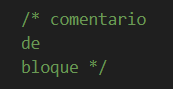 /* comentario
de
bloque */